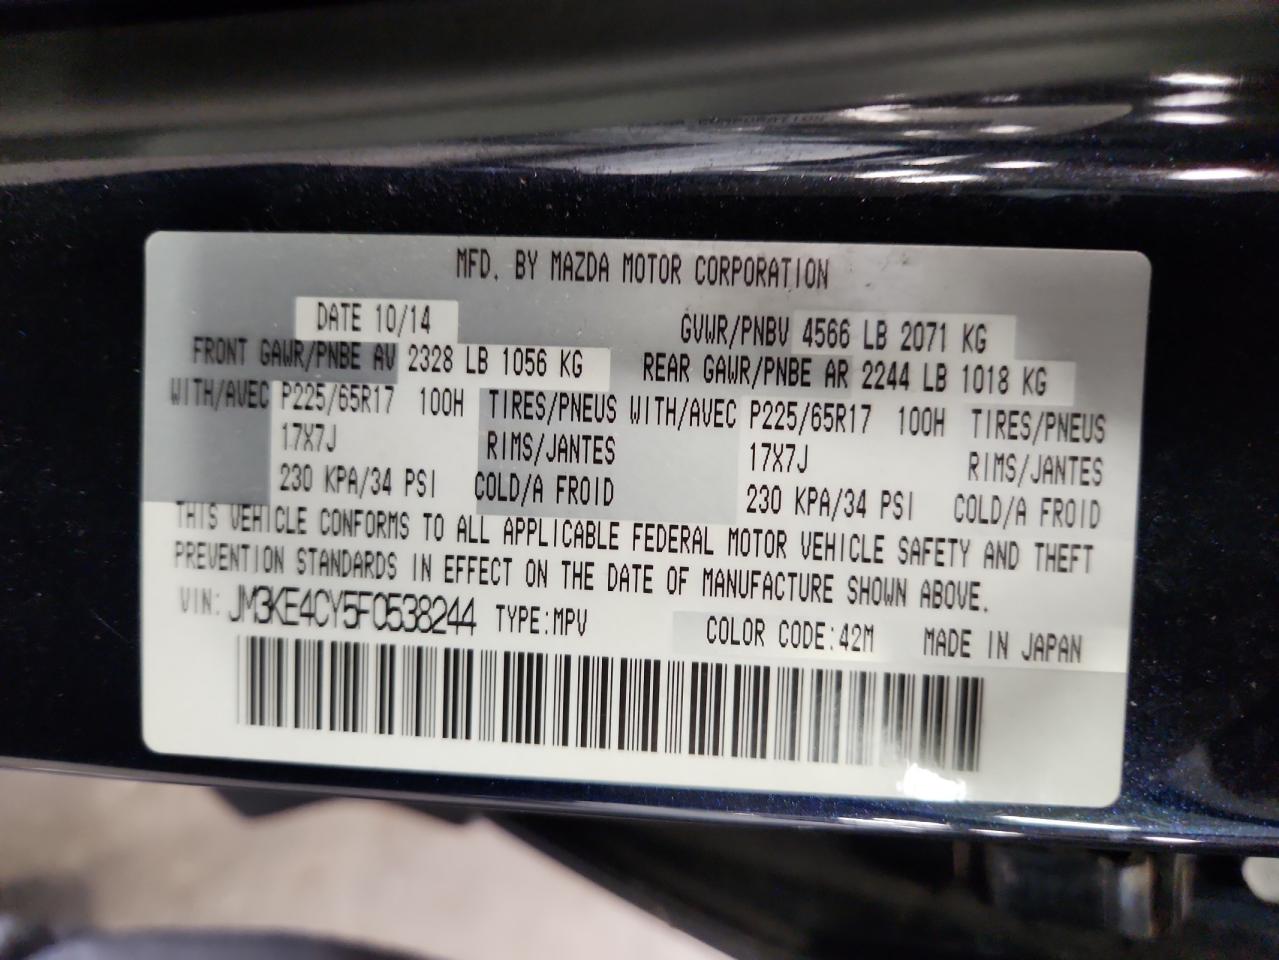 MFD. BY MAZDA MOTOR CORPORATION
DATE 10/14 GVWR/PNBV 4566 LB 2071 KG
FRONT GAWR/PNBE AV 2328 LB 1056 KG REAR GAWR/PNBE AR 2244 LB 1018 KG
WITH/AVEC P225/65R17 100H TIRES/PNEUS WITH/AVEC P225/65R17 100H TIRES/PNEUS
17X7J RIMS/JANTES 17X7J RIMS/JANTES
230 KPA/34 PSI COLD/A FROID 230 KPA/34 PSI COLD/A FROID
THIS VEHICLE CONFORMS TO ALL APPLICABLE FEDERAL MOTOR VEHICLE SAFETY AND THEFT
PREVENTION STANDARDS IN EFFECT ON THE DATE OF MANUFACTURE SHOWN ABOVE.
VIN: JM3KE4CY5F0538244 TYPE:MPV COLOR CODE:42M MADE IN JAPAN